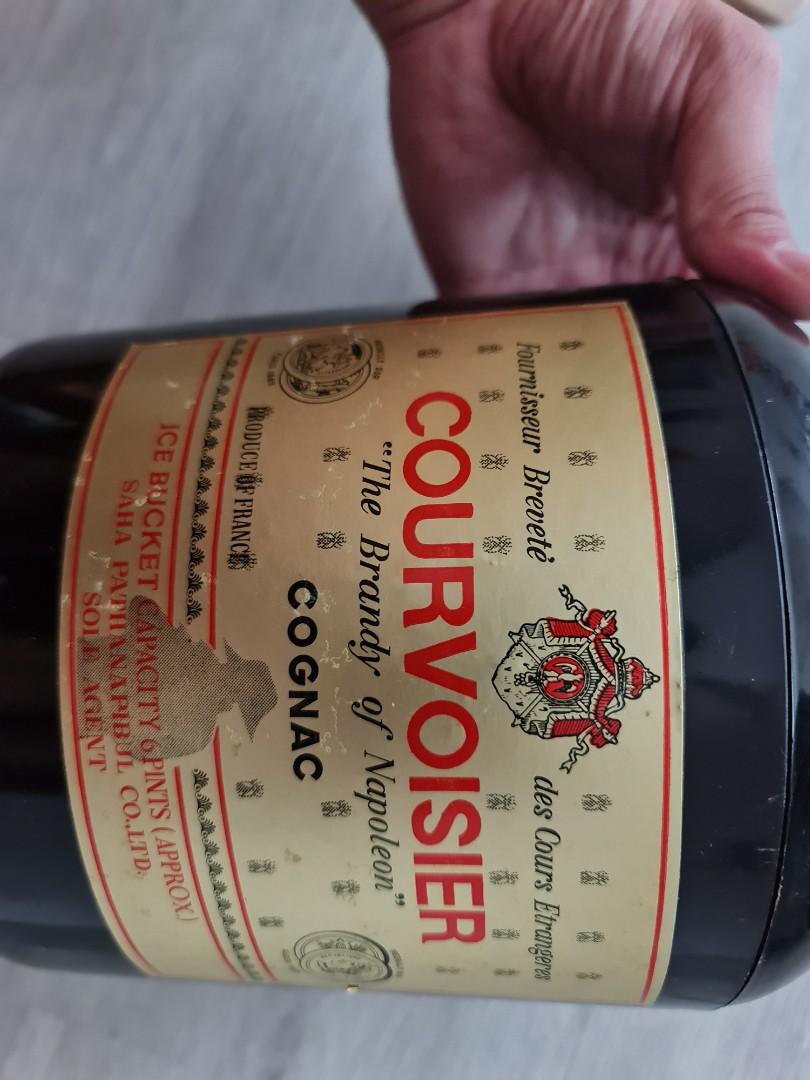 Fournisseur Breveté des Cours Etrangeres
COURVOISIER
"The Brandy of Napoleon"
COGNAC
PRODUCE OF FRANCE
ICE BUCKET CAPACITY 6 PINTS (APPROX)
SAHA PATHANAPIBUL CO.,LTD.
SOLE AGENT